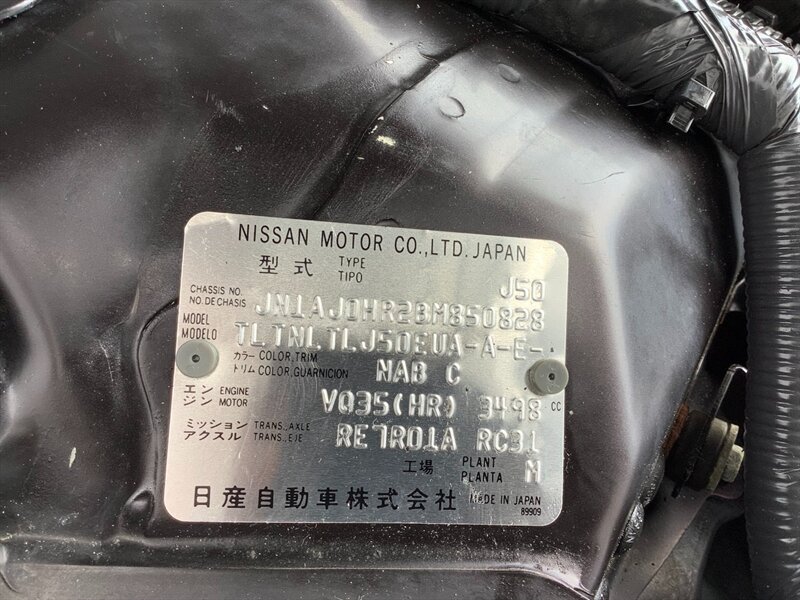 NISSAN MOTOR CO.,LTD. JAPAN
型式 TYPE TIPO J50
CHASSIS NO. NO. DE CHASIS JN1AJ0HR2BM850828
MODEL MODELO TLTNLTLJ50EUA-A-E-
カラー トリム COLOR,TRIM COLOR,GUARNICION NAB C
エンジン ENGINE MOTOR VQ35(HR) 3498 CC
ミッション アクスル TRANS.,AXLE TRANS.,EJE RE7R01A RC31
工場 PLANT PLANTA M
日産自動車株式会社 MADE IN JAPAN
89909